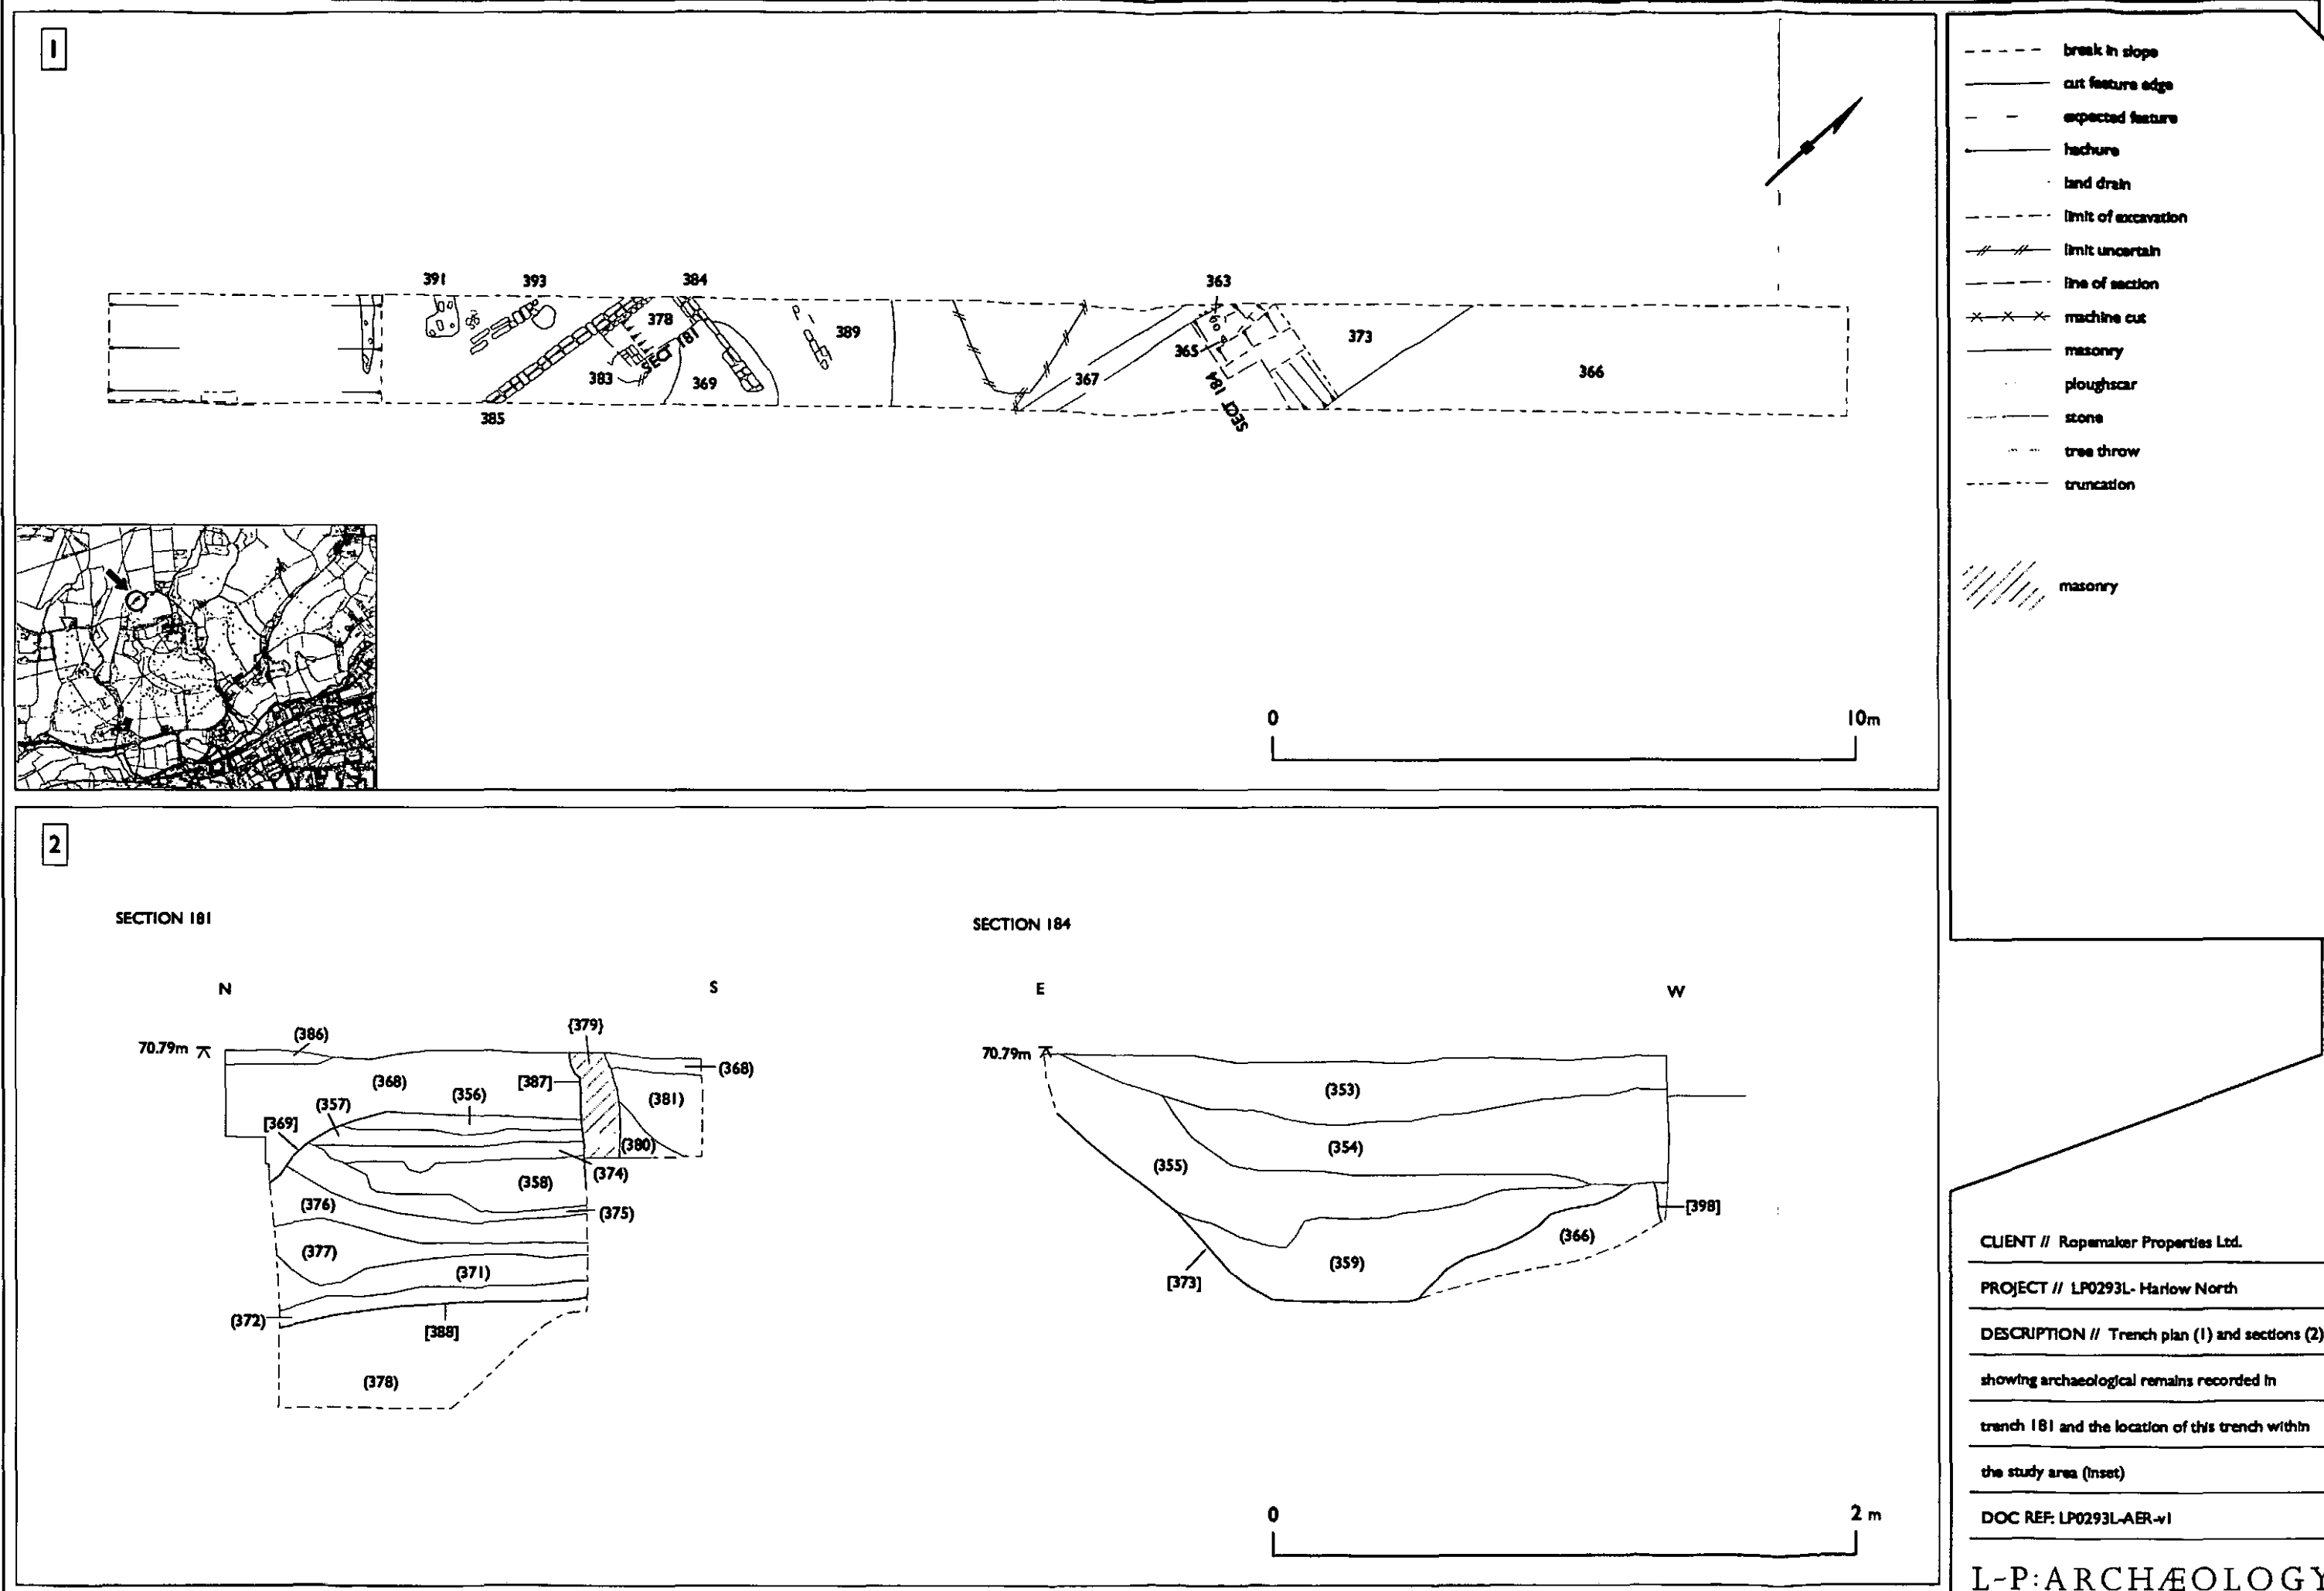 1
391
393
384
363
378
389
373
SECT 181
365
383
369
367
366
385
SECT 184
0
10m
2
SECTION 181
SECTION 184
N
S
E
W
{379}
(386)
70.79m
70.79m
(368)
(368)
[387]
(353)
(356)
(381)
(357)
[369]
(380)
(354)
(374)
(355)
(358)
(376)
(375)
[398]
(366)
(377)
(359)
(371)
[373]
(372)
[388]
(378)
0
2 m
break in slope
cut feature edge
expected feature
hachure
land drain
limit of excavation
limit uncertain
line of section
machine cut
masonry
ploughscar
stone
tree throw
truncation
masonry
CLIENT // Ropemaker Properties Ltd.
PROJECT // LP0293L- Harlow North
DESCRIPTION // Trench plan (1) and sections (2)
showing archaeological remains recorded in
trench 181 and the location of this trench within
the study area (inset)
DOC REF: LP0293L-AER-v1
L~P:ARCHÆOLOGY